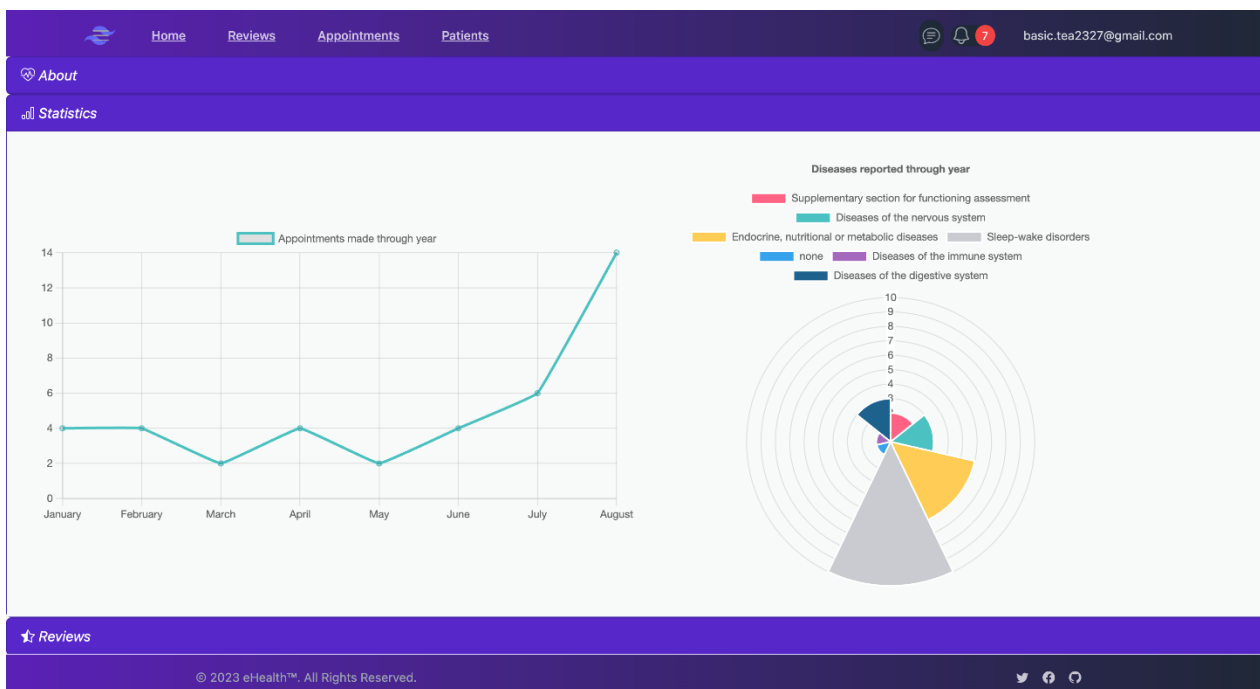 Home Reviews Appointments Patients 7 basic.tea2327@gmail.com
About
Statistics
Appointments made through year
14
12
10
8
6
4
2
0
January February March April May June July August
Diseases reported through year
Supplementary section for functioning assessment
Diseases of the nervous system
Endocrine, nutritional or metabolic diseases Sleep-wake disorders
none Diseases of the immune system
Diseases of the digestive system
10
9
8
7
6
5
4
3
Reviews
© 2023 eHealth™. All Rights Reserved.